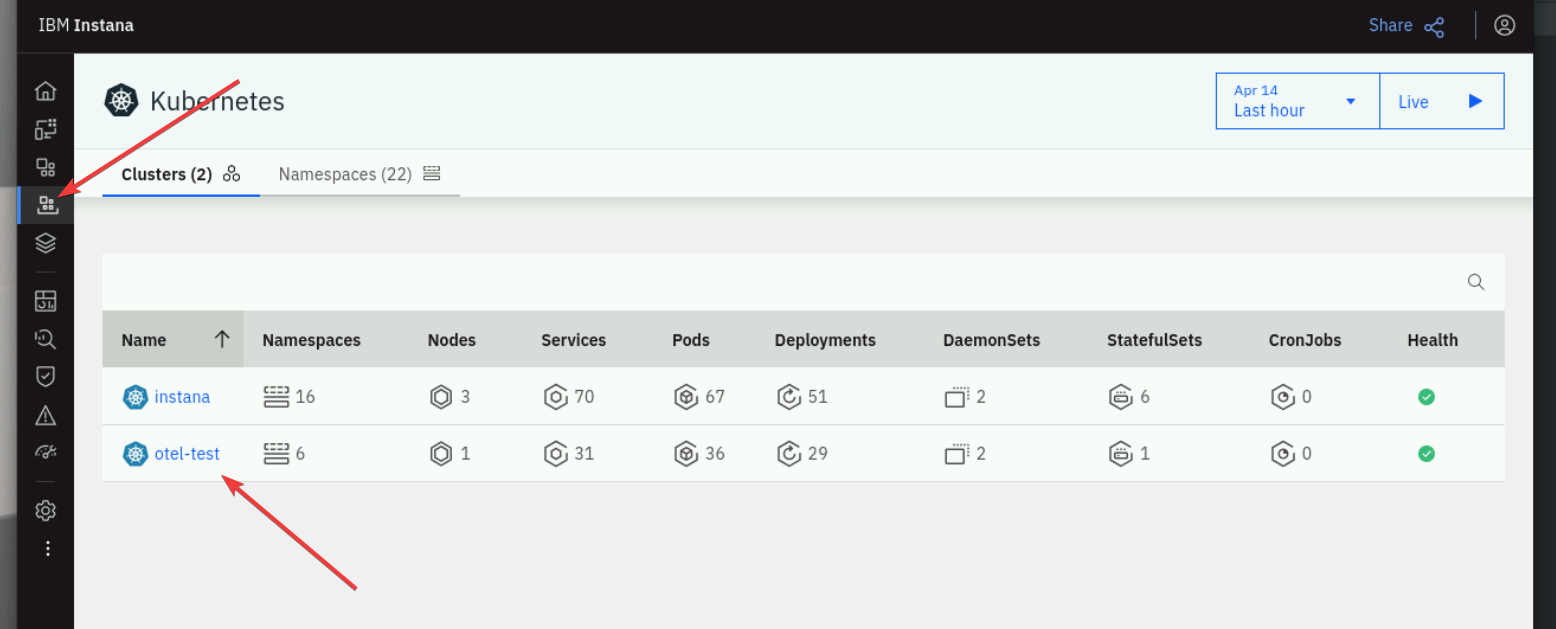 IBM Instana
Share
Kubernetes
Apr 14
Last hour
Live
Clusters (2)
Namespaces (22)
Name Namespaces Nodes Services Pods Deployments DaemonSets StatefulSets CronJobs Health
instana 16 3 70 67 51 2 6 0
otel-test 6 1 31 36 29 2 1 0